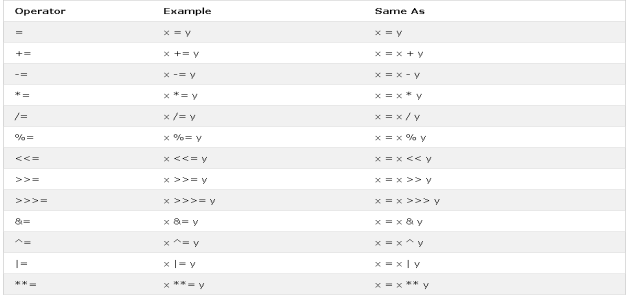 Operator Example Same As
= x = y x = y
+= x += y x = x + y
-= x -= y x = x - y
*= x *= y x = x * y
/= x /= y x = x / y
%= x %= y x = x % y
<<= x <<= y x = x << y
>>= x >>= y x = x >> y
>>>= x >>>= y x = x >>> y
&= x &= y x = x & y
^= x ^= y x = x ^ y
|= x |= y x = x | y
**= x **= y x = x ** y